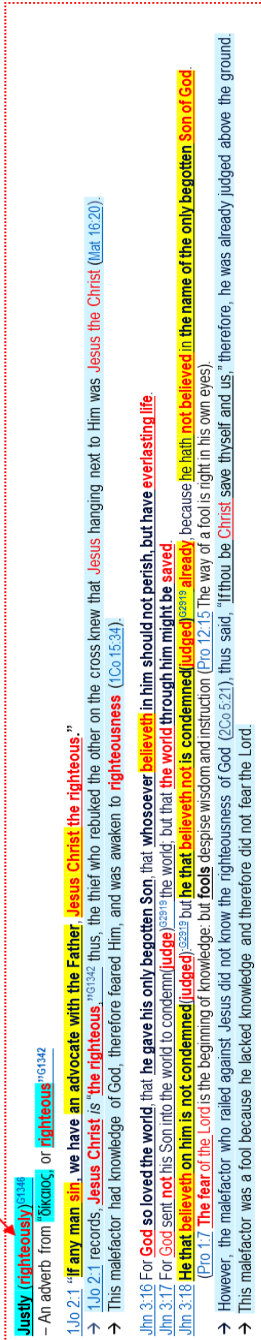 Justly (righteously)G1346
– An adverb from "δίκαιος, or righteous"G1342
1Jo 2:1 "If any man sin, we have an advocate with the Father, Jesus Christ the righteous."
→ 1Jo 2:1 records, Jesus Christ is "the righteous,"G1342 thus, the thief who rebuked the other on the cross knew that Jesus hanging next to Him was Jesus the Christ (Mat 16:20).
→ This malefactor had knowledge of God, therefore feared Him, and was awaken to righteousness (1Co 15:34).
Jhn 3:16 For God so loved the world, that he gave his only begotten Son, that whosoever believeth in him should not perish, but have everlasting life.
Jhn 3:17 For God sent not his Son into the world to condemn(judge)G2919 the world; but that the world through him might be saved.
Jhn 3:18 He that believeth on him is not condemned(judged):G2919 but he that believeth not is condemned(judged)G2919 already, because he hath not believed in the name of the only begotten Son of God.
(Pro 1:7 The fear of the Lord is the beginning of knowledge: but fools despise wisdom and instruction (Pro 12:15 The way of a fool is right in his own eyes).
→ However, the malefactor who railed against Jesus did not know the righteousness of God (2Co 5:21), thus said, "If thou be Christ save thyself and us," therefore, he was already judged above the ground.
→ This malefactor was a fool because he lacked knowledge and therefore did not fear the Lord.